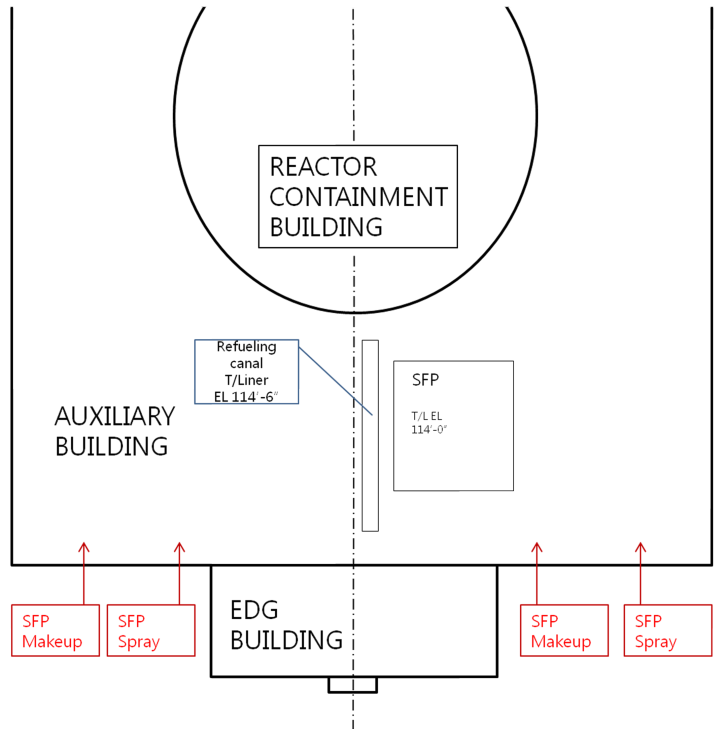 REACTOR
CONTAINMENT
BUILDING
Refueling
canal
T/Liner
EL 114′-6″
SFP
T/L EL
114′-0″
AUXILIARY
BUILDING
SFP
Makeup
SFP
Spray
EDG
BUILDING
SFP
Makeup
SFP
Spray